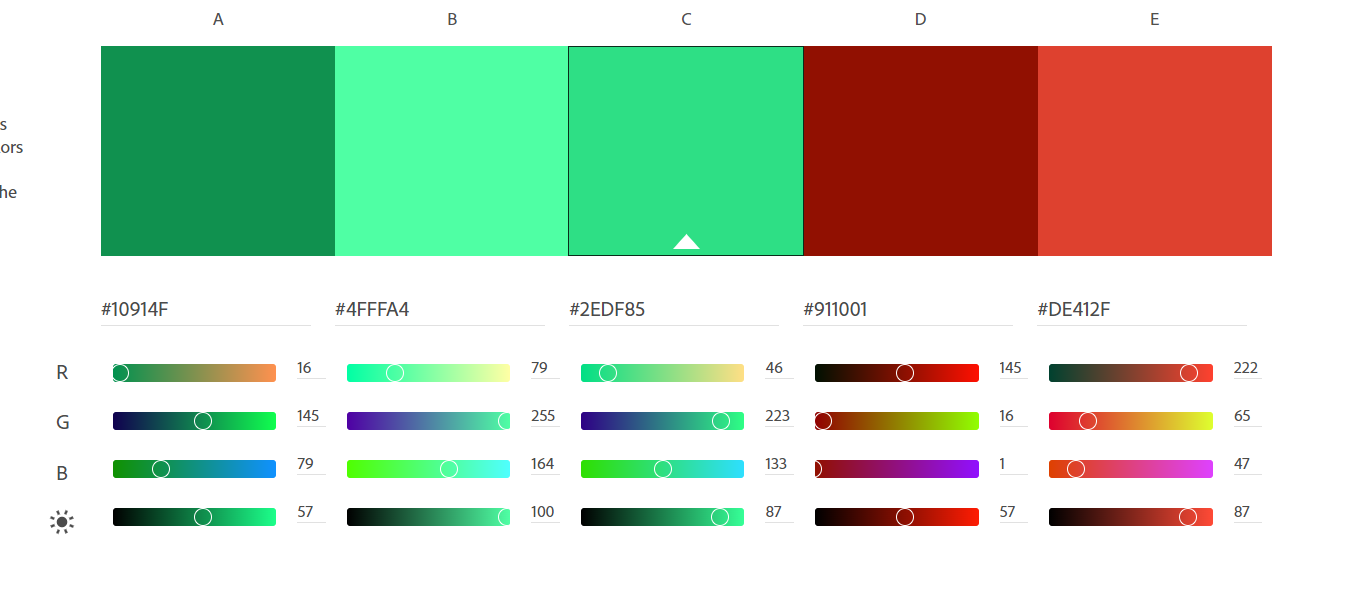 A B C D E
s
ors
he
#10914F #4FFFA4 #2EDF85 #911001 #DE412F
R 16 79 46 145 222
G 145 255 223 16 65
B 79 164 133 1 47
57 100 87 57 87